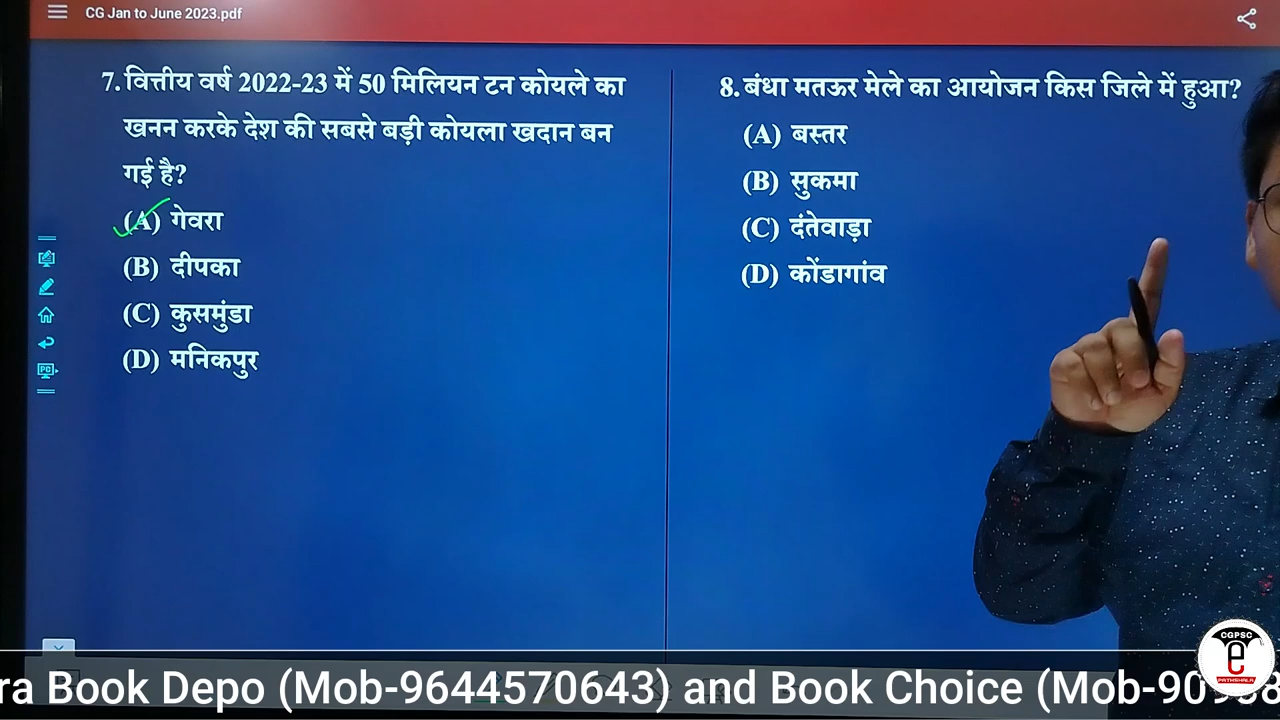 CG Jan to June 2023.pdf
7. वित्तीय वर्ष 2022-23 में 50 मिलियन टन कोयले का
खनन करके देश की सबसे बड़ी कोयला खदान बन
गई है?
(A) गेवरा
(B) दीपका
(C) कुसमुंडा
(D) मनिकपुर
8. बंधा मतऊर मेले का आयोजन किस जिले में हुआ?
(A) बस्तर
(B) सुकमा
(C) दंतेवाड़ा
(D) कोंडागांव
PC
CGPSC
e
PATHSHALA
ra Book Depo (Mob-9644570643) and Book Choice (Mob-90